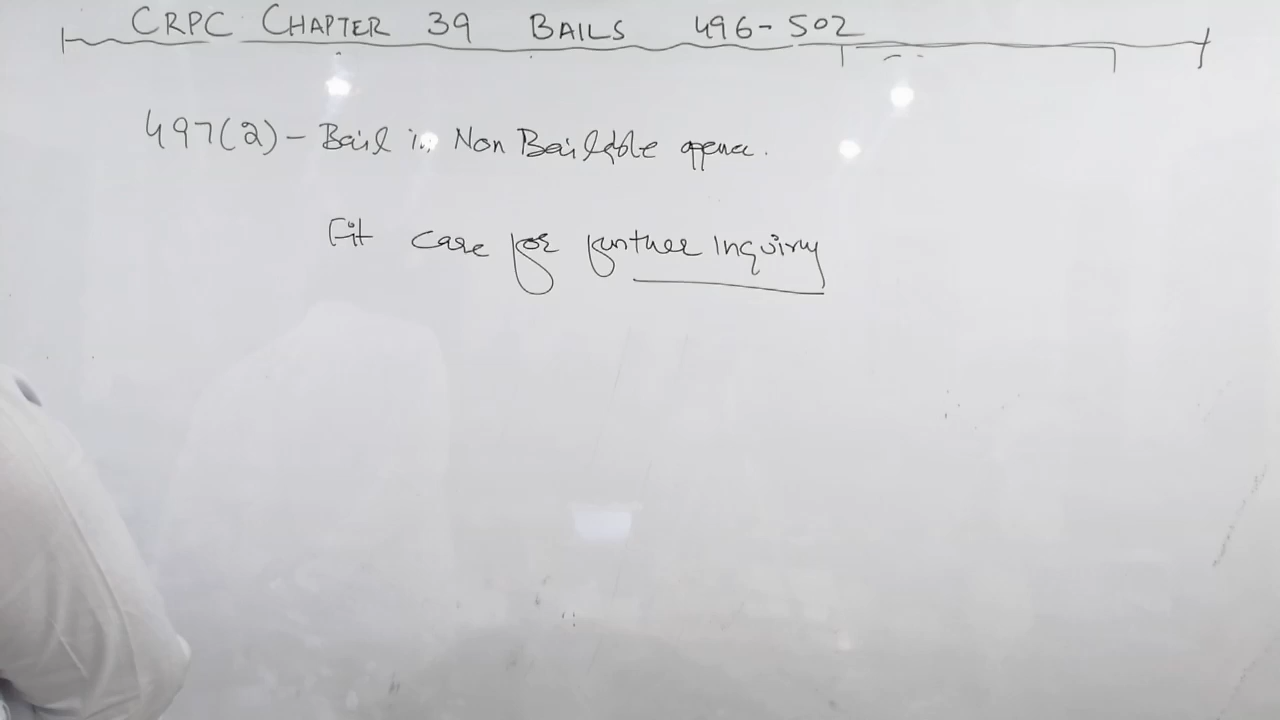 CRPC CHAPTER 39 BAILS 496-502
497(2) - Bail in Non Bailable offence.
Fit case for further Inquiry